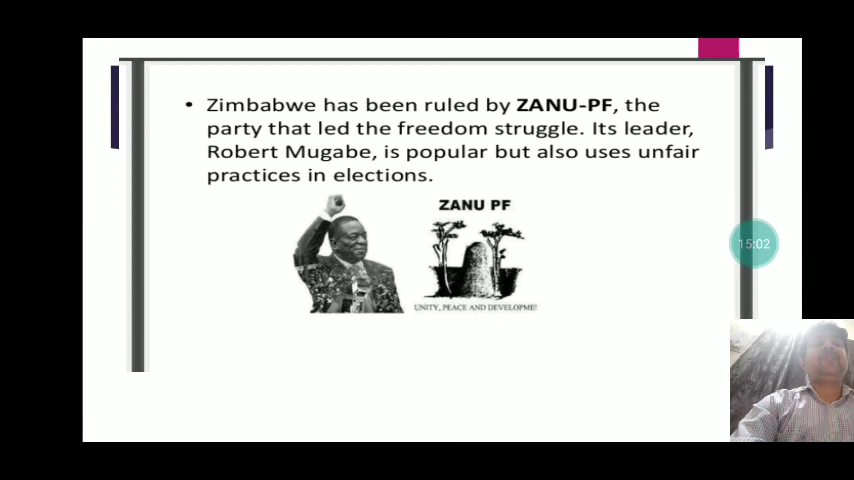 • Zimbabwe has been ruled by ZANU-PF, the
party that led the freedom struggle. Its leader,
Robert Mugabe, is popular but also uses unfair
practices in elections.
ZANU PF
UNITY, PEACE AND DEVELOPME
15:02